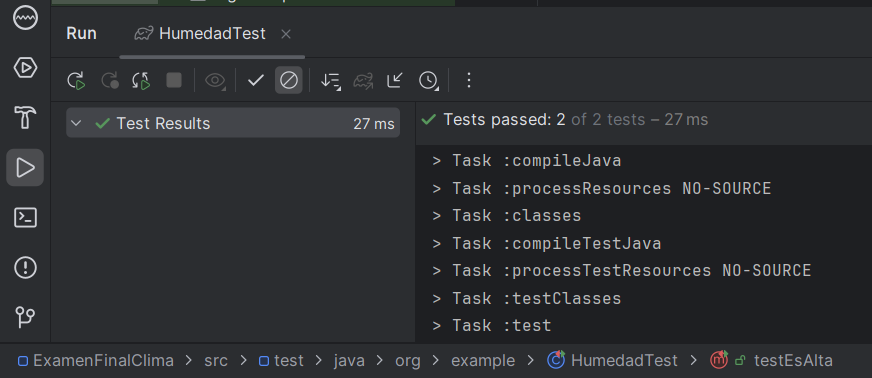 Run HumedadTest
Test Results 27 ms
Tests passed: 2 of 2 tests – 27 ms
> Task :compileJava
> Task :processResources NO-SOURCE
> Task :classes
> Task :compileTestJava
> Task :processTestResources NO-SOURCE
> Task :testClasses
> Task :test
ExamenFinalClima > src > test > java > org > example > HumedadTest > testEsAlta